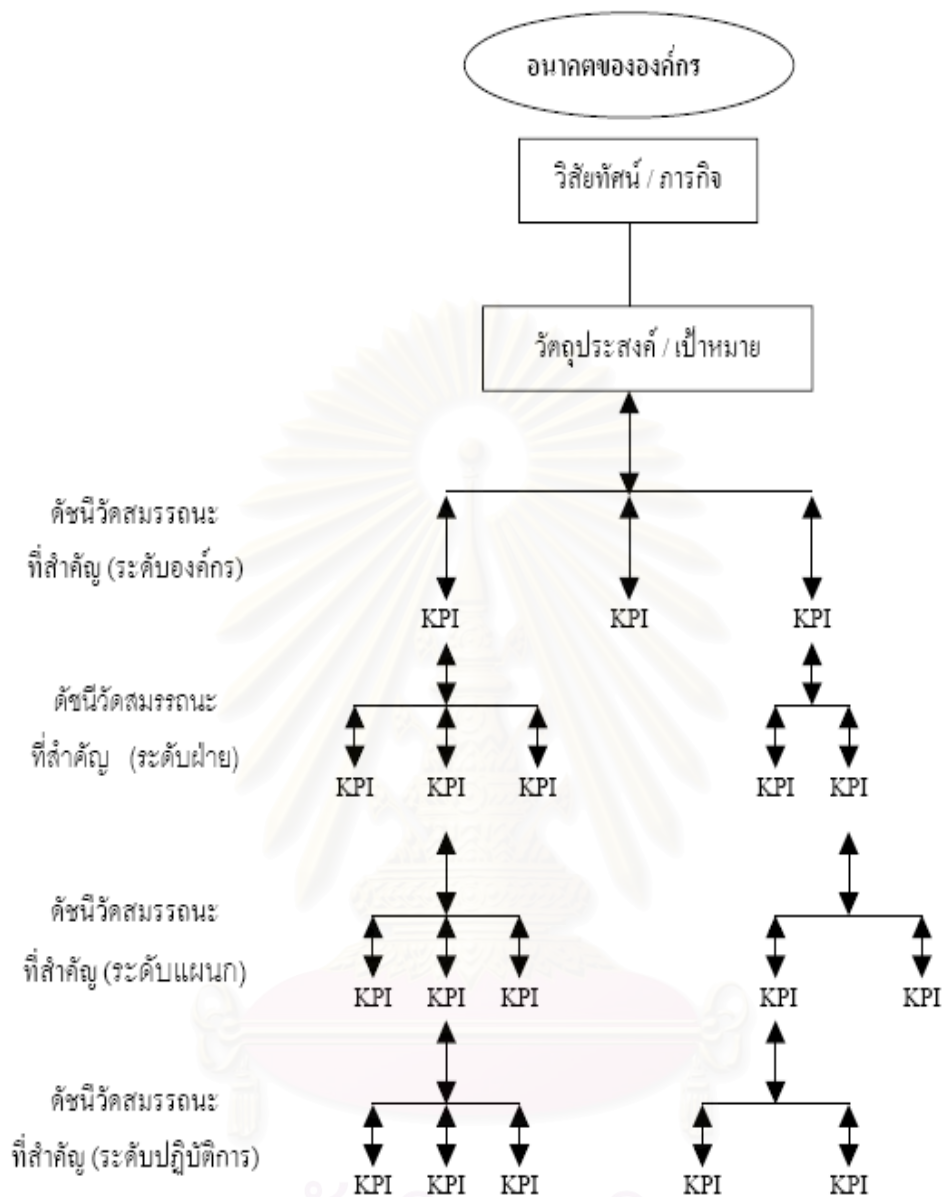 อนาคตขององค์กร
วิสัยทัศน์ / ภารกิจ
วัตถุประสงค์ / เป้าหมาย
ดัชนีวัดสมรรถนะ
ที่สำคัญ (ระดับองค์กร)
KPI KPI KPI
ดัชนีวัดสมรรถนะ
ที่สำคัญ (ระดับฝ่าย)
KPI KPI KPI KPI KPI
ดัชนีวัดสมรรถนะ
ที่สำคัญ (ระดับแผนก)
KPI KPI KPI KPI KPI
ดัชนีวัดสมรรถนะ
ที่สำคัญ (ระดับปฏิบัติการ)
KPI KPI KPI KPI KPI